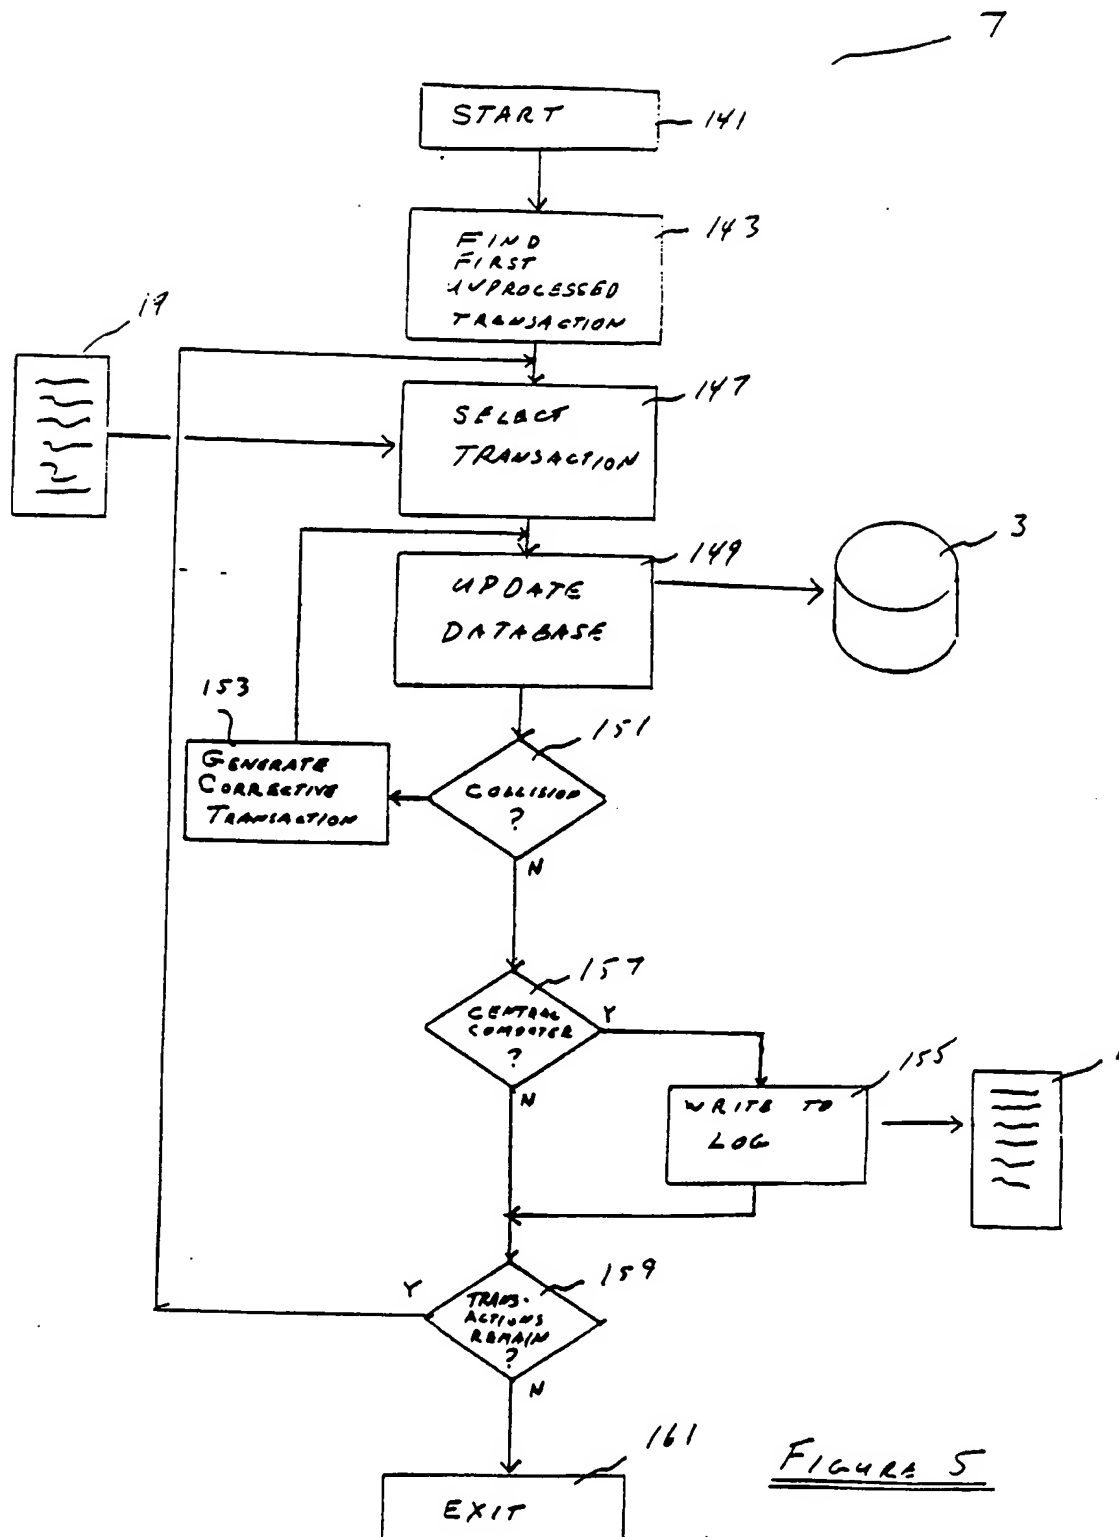 7
START
141
FIND
FIRST
UNPROCESSED
TRANSACTION
143
19
SELECT
TRANSACTION
147
UPDATE
DATABASE
149
3
153
GENERATE
CORRECTIVE
TRANSACTION
COLLISION
?
151
N
CENTRAL
COMPUTER
?
157
Y
N
WRITE TO
LOG
155
Y
TRANS-
ACTIONS
REMAIN
?
159
N
EXIT
161
FIGURE 5